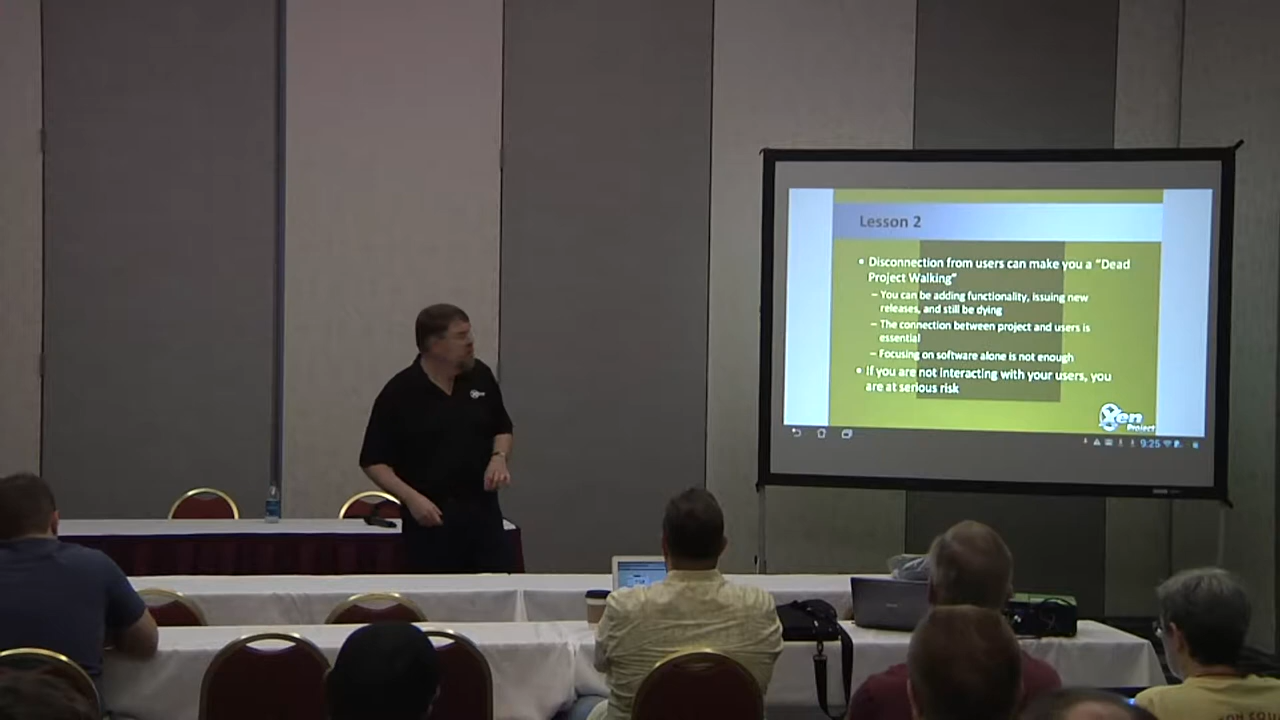 Lesson 2
• Disconnection from users can make you a “Dead
Project Walking”
– You can be adding functionality, issuing new
releases, and still be dying
– The connection between project and users is
essential
– Focusing on software alone is not enough
• If you are not interacting with your users, you
are at serious risk
Xen
Project
9:25